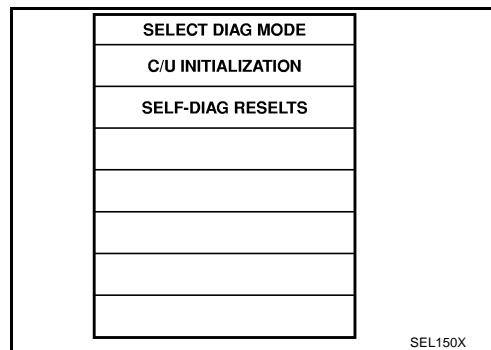 SELECT DIAG MODE
C/U INITIALIZATION
SELF-DIAG RESELTS
SEL150X